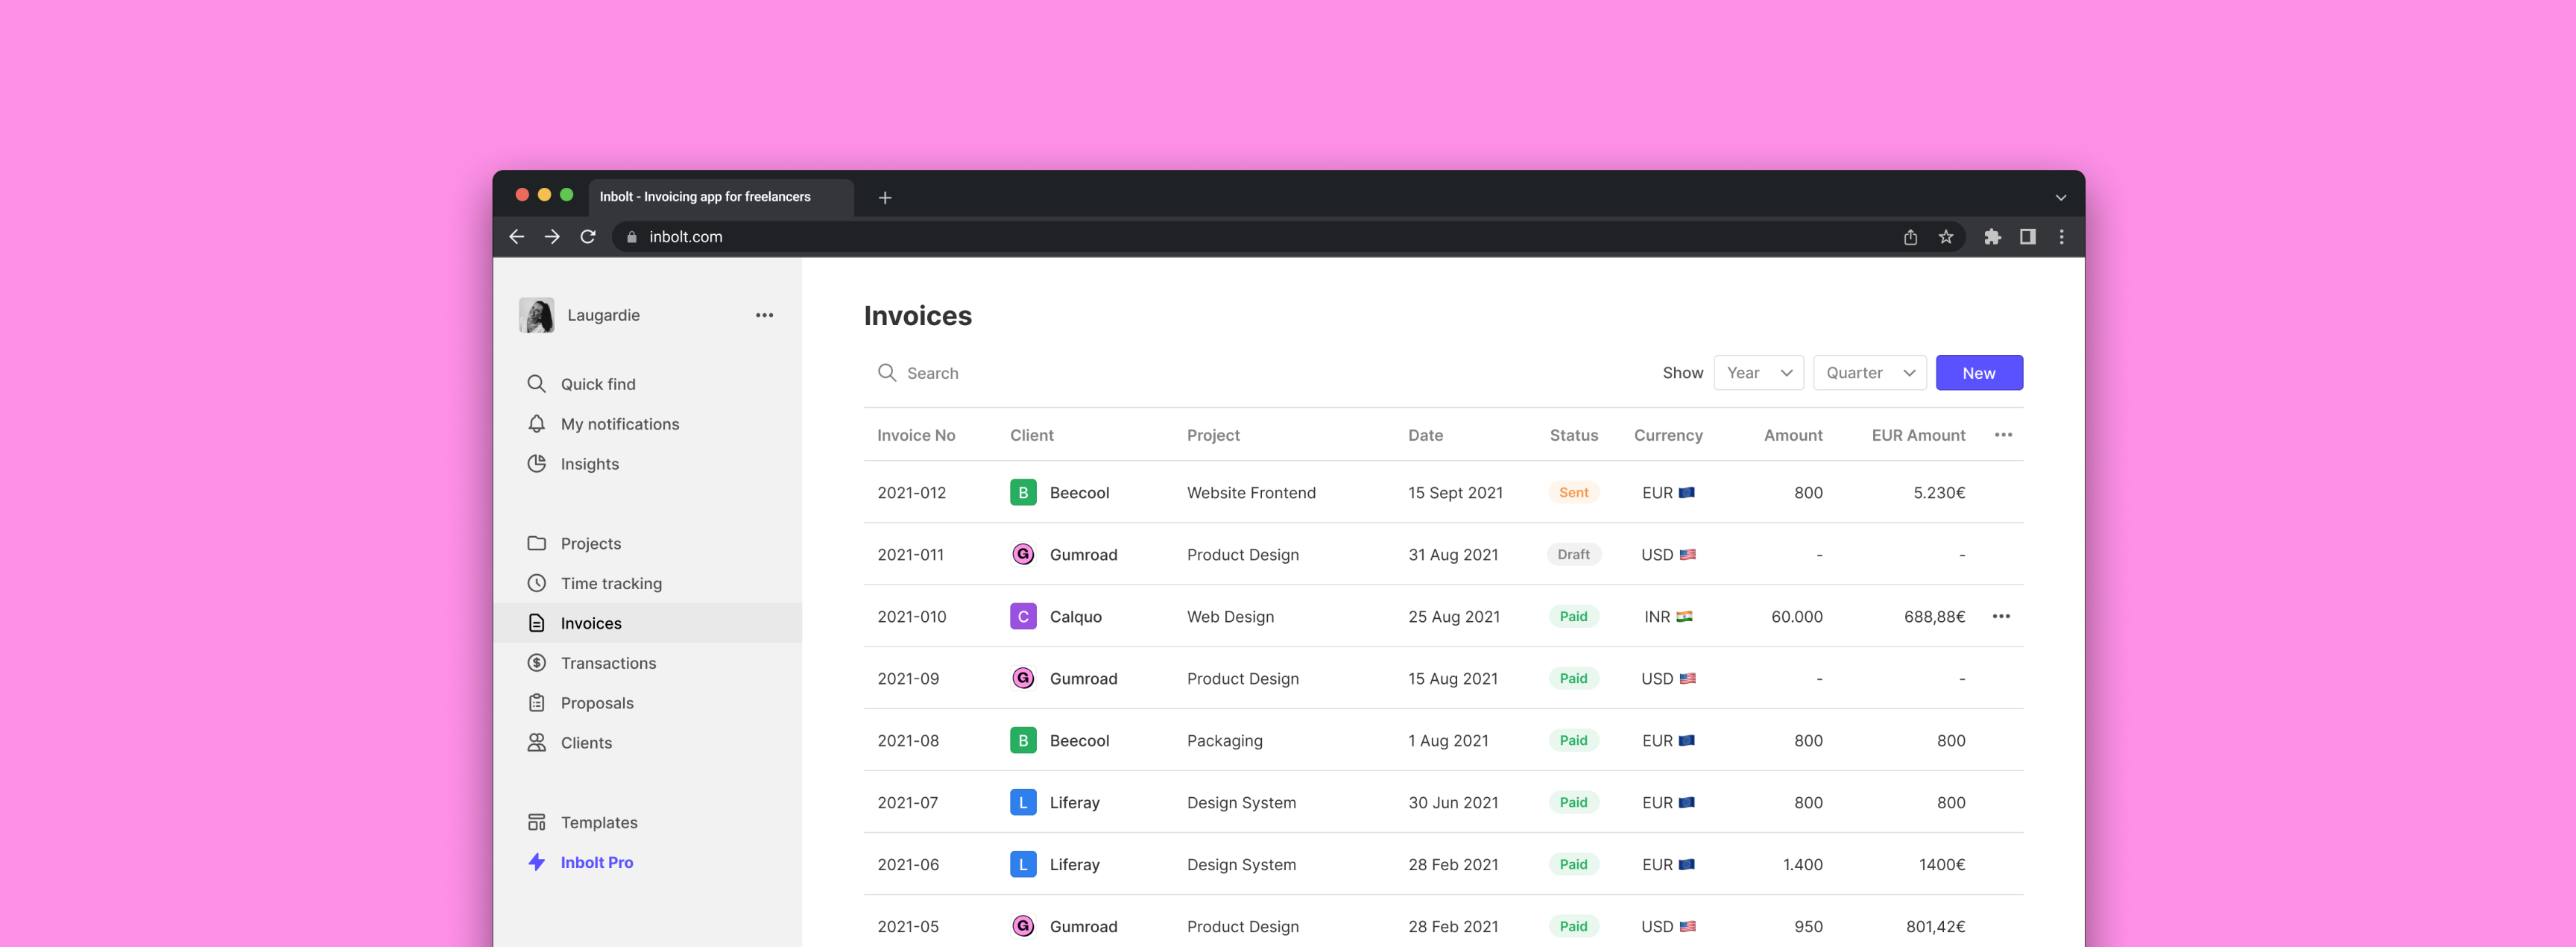 Inbolt - Invoicing app for freelancers
inbolt.com
Laugardie
Quick find
My notifications
Insights
Projects
Time tracking
Invoices
Transactions
Proposals
Clients
Templates
Inbolt Pro
Invoices
Search
Show Year Quarter New
Invoice No Client Project Date Status Currency Amount EUR Amount
2021-012 B Beecool Website Frontend 15 Sept 2021 Sent EUR 800 5.230€
2021-011 G Gumroad Product Design 31 Aug 2021 Draft USD - -
2021-010 C Calquo Web Design 25 Aug 2021 Paid INR 60.000 688,88€
2021-09 G Gumroad Product Design 15 Aug 2021 Paid USD - -
2021-08 B Beecool Packaging 1 Aug 2021 Paid EUR 800 800
2021-07 L Liferay Design System 30 Jun 2021 Paid EUR 800 800
2021-06 L Liferay Design System 28 Feb 2021 Paid EUR 1.400 1400€
2021-05 G Gumroad Product Design 28 Feb 2021 Paid USD 950 801,42€